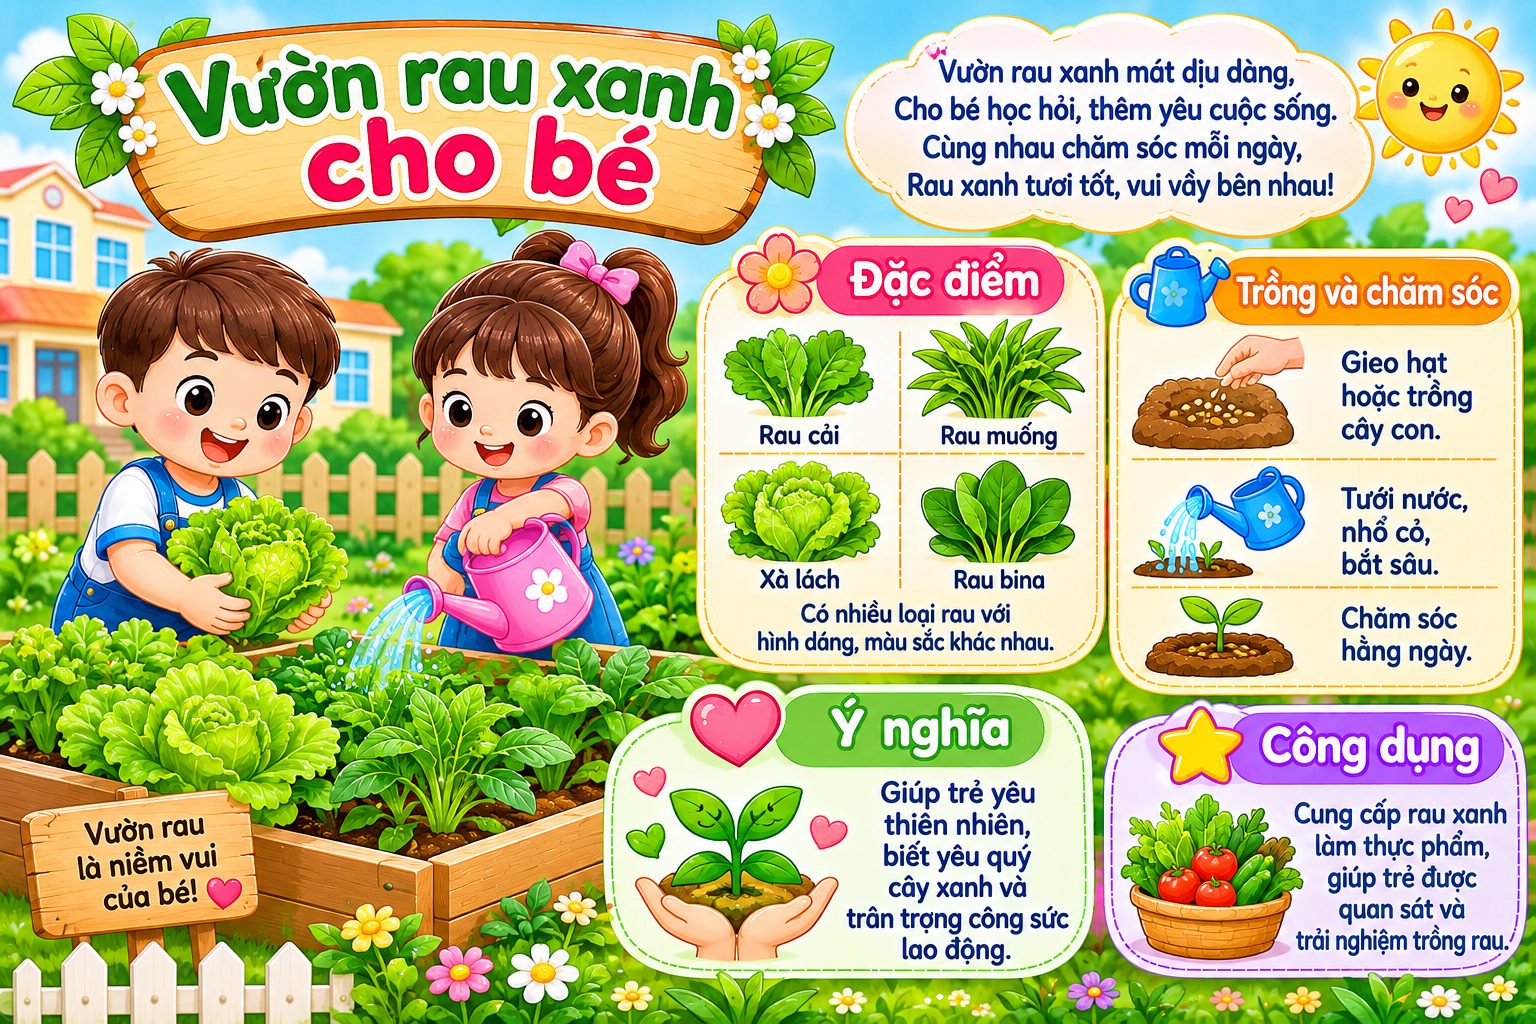 Vườn rau xanh
cho bé
Vườn rau xanh mát dịu dàng,
Cho bé học hỏi, thêm yêu cuộc sống.
Cùng nhau chăm sóc mỗi ngày,
Rau xanh tươi tốt, vui vầy bên nhau!
Đặc điểm
Rau cải
Rau muống
Xà lách
Rau bina
Có nhiều loại rau với
hình dáng, màu sắc khác nhau.
Trồng và chăm sóc
Gieo hạt
hoặc trồng
cây con.
Tưới nước,
nhổ cỏ,
bắt sâu.
Chăm sóc
hằng ngày.
Ý nghĩa
Giúp trẻ yêu
thiên nhiên,
biết yêu quý
cây xanh và
trân trọng công sức
lao động.
Công dụng
Cung cấp rau xanh
làm thực phẩm,
giúp trẻ được
quan sát và
trải nghiệm trồng rau.
Vườn rau
là niềm vui
của bé!